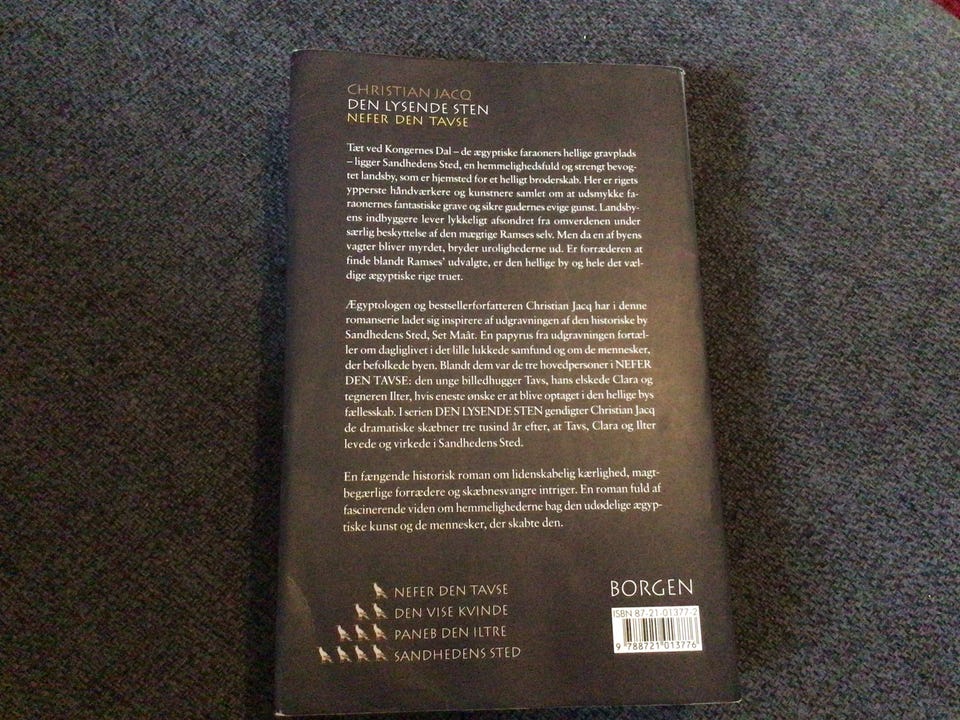 CHRISTIAN JACQ
DEN LYSENDE STEN
NEFER DEN TAVSE
Tæt ved Kongernes Dal – de ægyptiske faraoners hellige gravplads
– ligger Sandhedens Sted, en hemmelighedsfuld og strengt bevog-
tet landsby, som er hjemsted for et helligt broderskab. Her er rigets
ypperste håndværkere og kunstnere samlet om at udsmykke fa-
raonernes fantastiske grave og sikre gudernes evige gunst. Landsby-
ens indbyggere lever lykkeligt afsondret fra omverdenen under
særlig beskyttelse af den mægtige Ramses selv. Men da en af byens
vagter bliver myrdet, bryder urolighederne ud. Er forræderen at
finde blandt Ramses' udvalgte, er den hellige by og hele det væl-
dige ægyptiske rige truet.
Ægyptologen og bestsellerforfatteren Christian Jacq har i denne
romanserie ladet sig inspirere af udgravningen af den historiske by
Sandhedens Sted, Set Maât. En papyrus fra udgravningen fortæl-
ler om dagliglivet i det lille lukkede samfund og om de mennesker,
der befolkede byen. Blandt dem var de tre hovedpersoner i NEFER
DEN TAVSE: den unge billedhugger Tavs, hans elskede Clara og
tegneren Ilter, hvis eneste ønske er at blive optaget i den hellige bys
fællesskab. I serien DEN LYSENDE STEN gendigter Christian Jacq
de dramatiske skæbner tre tusind år efter, at Tavs, Clara og Ilter
levede og virkede i Sandhedens Sted.
En fængende historisk roman om lidenskabelig kærlighed, magt-
begærlige forrædere og skæbnesvangre intriger. En roman fuld af
fascinerende viden om hemmelighederne bag den udødelige ægyp-
tiske kunst og de mennesker, der skabte den.
NEFER DEN TAVSE
DEN VISE KVINDE
PANEB DEN ILTRE
SANDHEDENS STED
BORGEN
ISBN 87-21-01377-2
9 788721 013776